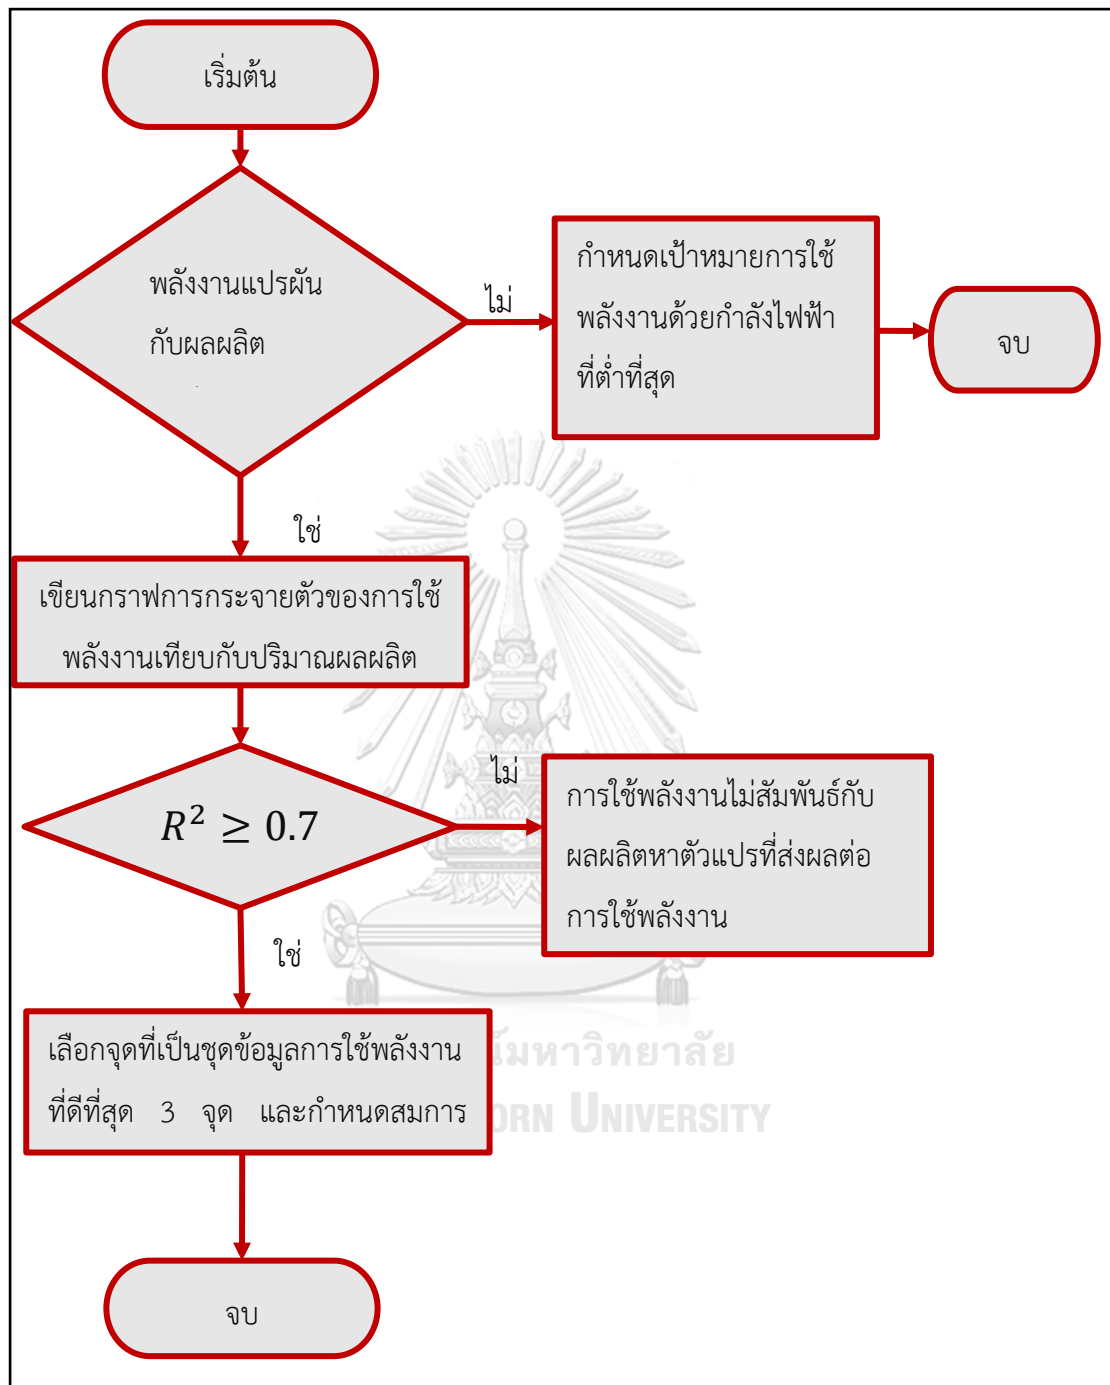 เริ่มต้น
พลังงานแปรผัน
กับผลผลิต
ไม่
กำหนดเป้าหมายการใช้
พลังงานด้วยกำลังไฟฟ้า
ที่ต่ำที่สุด
จบ
ใช่
เขียนกราฟการกระจายตัวของการใช้
พลังงานเทียบกับปริมาณผลผลิต
R² ≥ 0.7
ไม่
การใช้พลังงานไม่สัมพันธ์กับ
ผลผลิตหาตัวแปรที่ส่งผลต่อ
การใช้พลังงาน
ใช่
เลือกจุดที่เป็นชุดข้อมูลการใช้พลังงาน
ที่ดีที่สุด 3 จุด และกำหนดสมการ
มหาวิทยาลัย
ORN UNIVERSITY
จบ